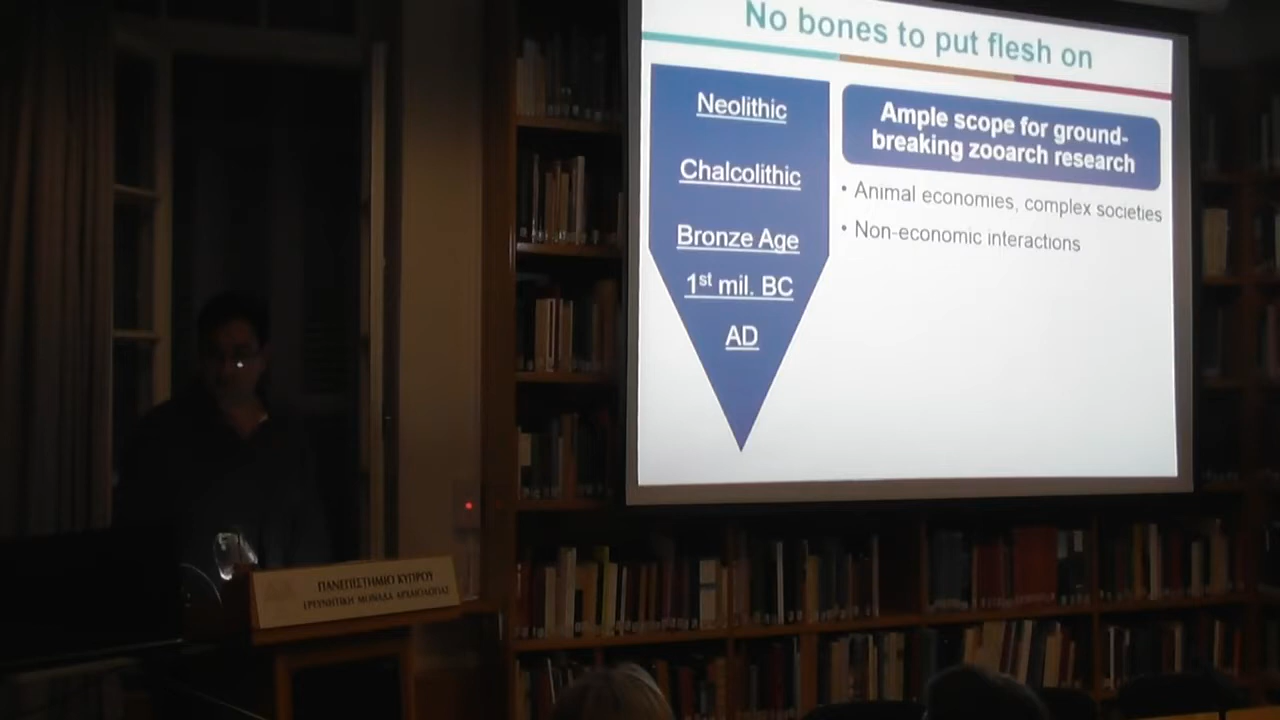 No bones to put flesh on
Neolithic
Chalcolithic
Bronze Age
1st mil. BC
AD
Ample scope for ground-
breaking zooarch research
• Animal economies, complex societies
• Non-economic interactions
ΠΑΝΕΠΙΣΤΗΜΙΟ ΚΥΠΡΟΥ
ΕΡΕΥΝΗΤΙΚΗ ΜΟΝΑΔΑ ΑΡΧΑΙΟΛΟΓΙΑΣ